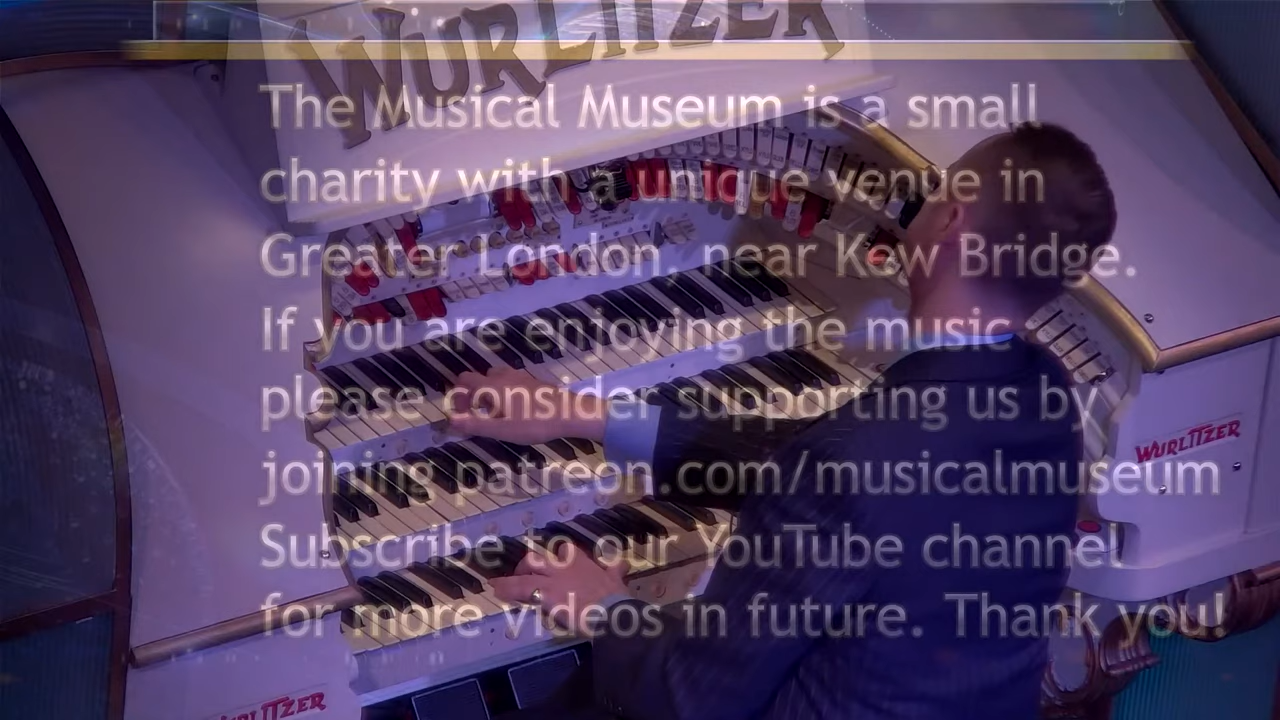 WURLITZER
The Musical Museum is a small
charity with a unique venue in
Greater London, near Kew Bridge.
If you are enjoying the music
please consider supporting us by
joining patreon.com/musicalmuseum
Subscribe to our YouTube channel
for more videos in future. Thank you!
WURLITZER
WURLITZER